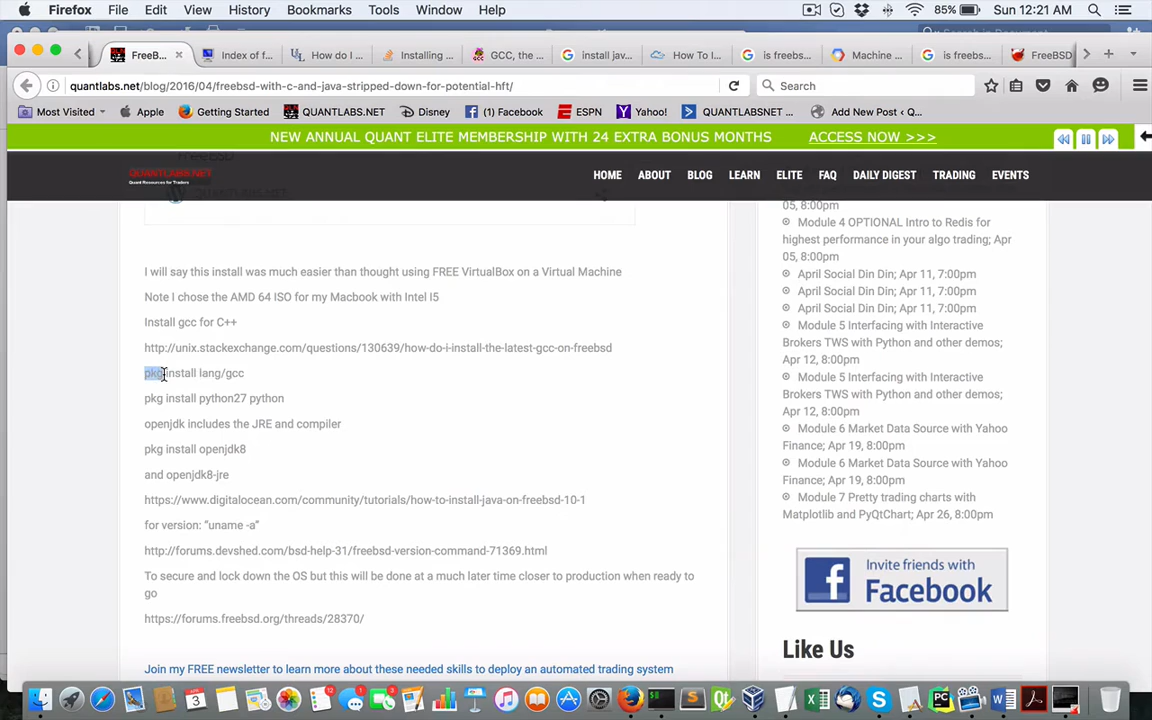 Firefox File Edit View History Bookmarks Tools Window Help 85% Sun 12:21 AM
FreeB... Index of f... How do I ... Installing ... GCC, the ... install jav... How To I... is freebs... Machine ... is freebs... FreeBSD
quantlabs.net/blog/2016/04/freebsd-with-c-and-java-stripped-down-for-potential-hft/ Search
Most Visited Apple Getting Started QUANTLABS.NET Disney (1) Facebook ESPN Yahoo! QUANTLABSNET ... Add New Post ‹ Q...
NEW ANNUAL QUANT ELITE MEMBERSHIP WITH 24 EXTRA BONUS MONTHS ACCESS NOW >>>
QUANTLABS.NET
Quant Resources for Traders
HOME ABOUT BLOG LEARN ELITE FAQ DAILY DIGEST TRADING EVENTS
I will say this install was much easier than thought using FREE VirtualBox on a Virtual Machine
Note I chose the AMD 64 ISO for my Macbook with Intel I5
Install gcc for C++
http://unix.stackexchange.com/questions/130639/how-do-i-install-the-latest-gcc-on-freebsd
pkg install lang/gcc
pkg install python27 python
openjdk includes the JRE and compiler
pkg install openjdk8
and openjdk8-jre
https://www.digitalocean.com/community/tutorials/how-to-install-java-on-freebsd-10-1
for version: “uname -a”
http://forums.devshed.com/bsd-help-31/freebsd-version-command-71369.html
To secure and lock down the OS but this will be done at a much later time closer to production when ready to
go
https://forums.freebsd.org/threads/28370/
Join my FREE newsletter to learn more about these needed skills to deploy an automated trading system
05, 8:00pm
Module 4 OPTIONAL Intro to Redis for
highest performance in your algo trading; Apr
05, 8:00pm
April Social Din Din; Apr 11, 7:00pm
April Social Din Din; Apr 11, 7:00pm
April Social Din Din; Apr 11, 7:00pm
Module 5 Interfacing with Interactive
Brokers TWS with Python and other demos;
Apr 12, 8:00pm
Module 5 Interfacing with Interactive
Brokers TWS with Python and other demos;
Apr 12, 8:00pm
Module 6 Market Data Source with Yahoo
Finance; Apr 19, 8:00pm
Module 6 Market Data Source with Yahoo
Finance; Apr 19, 8:00pm
Module 7 Pretty trading charts with
Matplotlib and PyQtChart; Apr 26, 8:00pm
Invite friends with
Facebook
Like Us